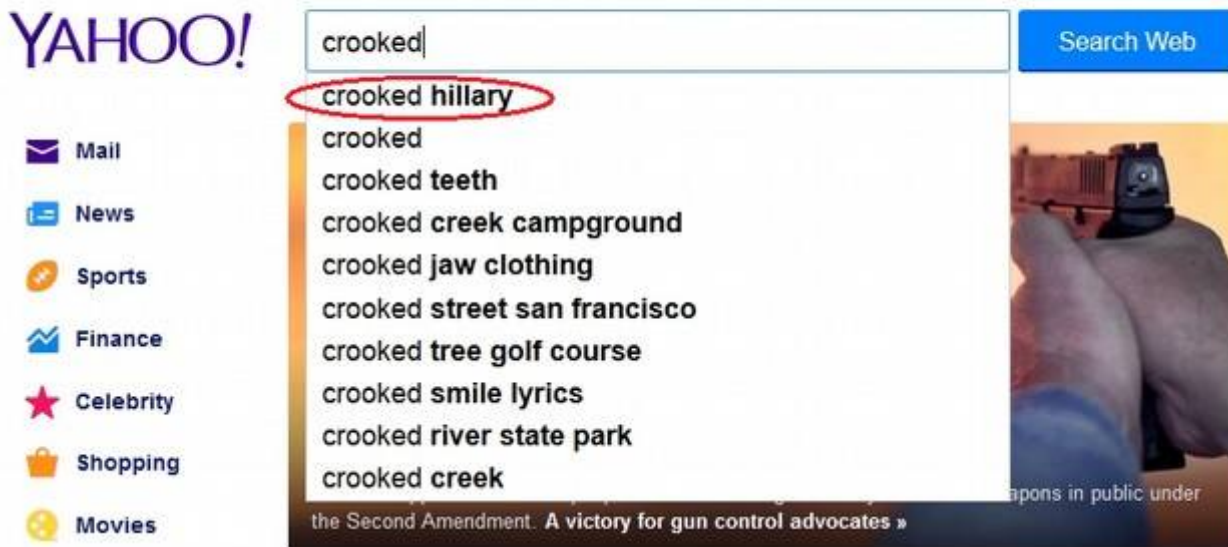 YAHOO!
crooked
Search Web
crooked hillary
crooked
crooked teeth
crooked creek campground
crooked jaw clothing
crooked street san francisco
crooked tree golf course
crooked smile lyrics
crooked river state park
crooked creek
Mail
News
Sports
Finance
Celebrity
Shopping
Movies
in public under
the Second Amendment. A victory for gun control advocates »